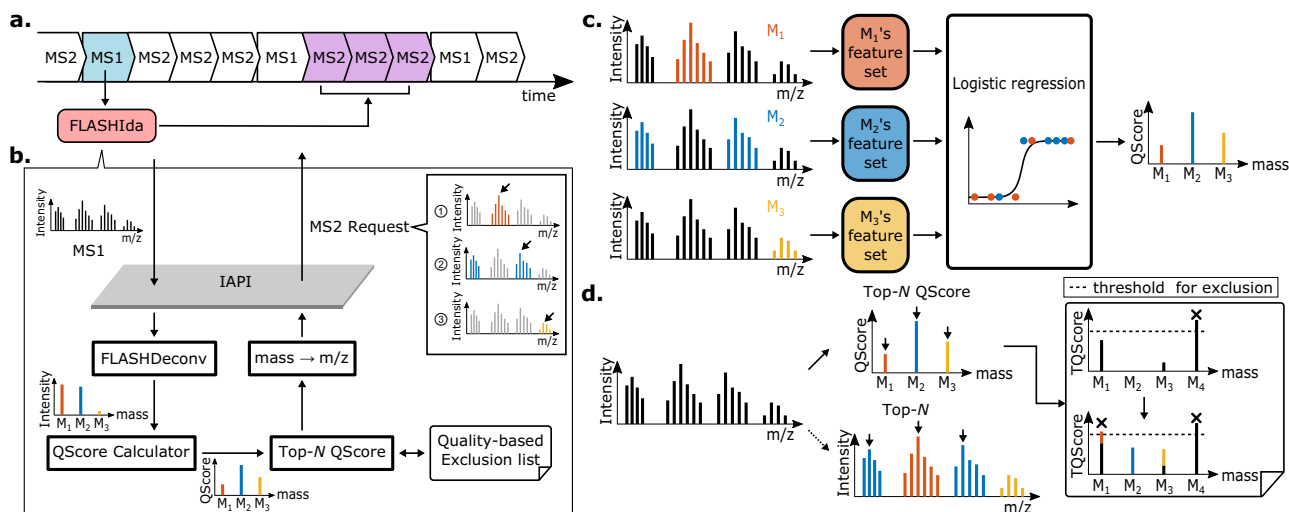 a.
MS2 MS1 MS2 MS2 MS2 MS1 MS2 MS2 MS2 MS1 MS2
time
FLASHIda
b.
Intensity
m/z
MS1
MS2 Request
①
Intensity
m/z
②
Intensity
m/z
③
Intensity
m/z
IAPI
FLASHDeconv
mass → m/z
Intensity
mass
M1 M2 M3
QScore Calculator
Top-N QScore
Quality-based
Exclusion list
QScore
mass
M1 M2 M3
c.
Intensity
M1
m/z
M1's
feature
set
Intensity
M2
m/z
M2's
feature
set
Intensity
M3
m/z
M3's
feature
set
Logistic regression
QScore
mass
M1 M2 M3
d.
Intensity
m/z
Top-N QScore
QScore
mass
M1 M2 M3
Top-N
Intensity
m/z
threshold for exclusion
TQScore
mass
M1 M2 M3 M4
TQScore
mass
M1 M2 M3 M4